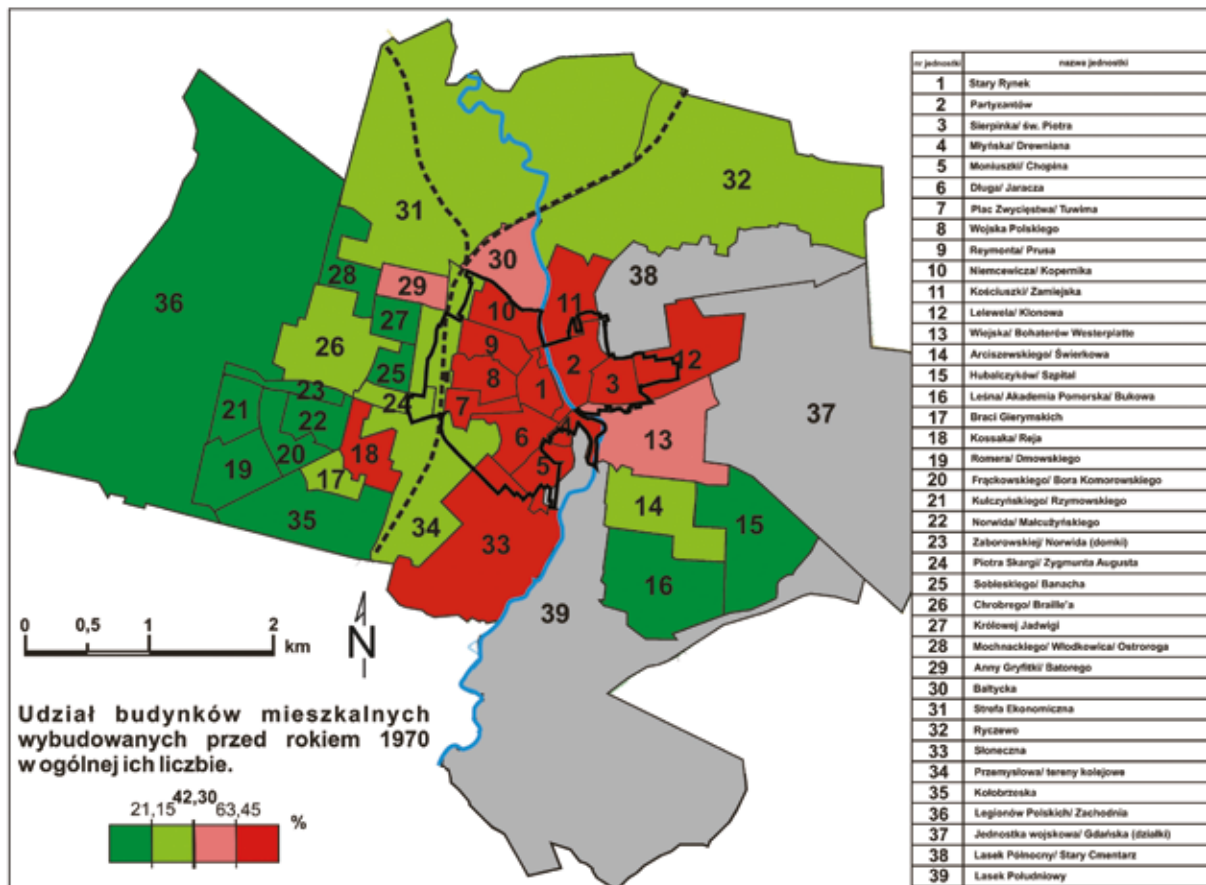 31
32
30
38
28
29
11
36
27
10
12
26
9
2
25
8
3
37
23
1
21
24
7
22
4
13
20
18
6
19
5
17
14
15
35
34
33
16
39
0 0,5 1 2
km
N
Udział budynków mieszkalnych
wybudowanych przed rokiem 1970
w ogólnej ich liczbie.
42,30
21,15 63,45
%
nr jednostki nazwa jednostki
1 Stary Rynek
2 Partyzantów
3 Sierpinka/ św. Piotra
4 Młyńska/ Drewniana
5 Moniuszki/ Chopina
6 Długa/ Jaracza
7 Plac Zwycięstwa/ Tuwima
8 Wojska Polskiego
9 Reymonta/ Prusa
10 Niemcewicza/ Kopernika
11 Kościuszki/ Zamiejska
12 Lelewela/ Klonowa
13 Wiejska/ Bohaterów Westerplatte
14 Arciszewskiego/ Świerkowa
15 Hubalczyków/ Szpital
16 Leśna/ Akademia Pomorska/ Bukowa
17 Braci Gierymskich
18 Kossaka/ Reja
19 Romera/ Dmowskiego
20 Frąckowskiego/ Bora Komorowskiego
21 Kulczyńskiego/ Rzymowskiego
22 Norwida/ Małcużyńskiego
23 Zaborowskiej/ Norwida (domki)
24 Piotra Skargi/ Zygmunta Augusta
25 Sobieskiego/ Banacha
26 Chrobrego/ Braille'a
27 Królowej Jadwigi
28 Mochnackiego/ Włodkowica/ Ostroroga
29 Anny Gryfitki/ Batorego
30 Bałtycka
31 Strefa Ekonomiczna
32 Ryczewo
33 Słoneczna
34 Przemysłowa/ tereny kolejowe
35 Kołobrzeska
36 Legionów Polskich/ Zachodnia
37 Jednostka wojskowa/ Gdańska (działki)
38 Lasek Północny/ Stary Cmentarz
39 Lasek Południowy